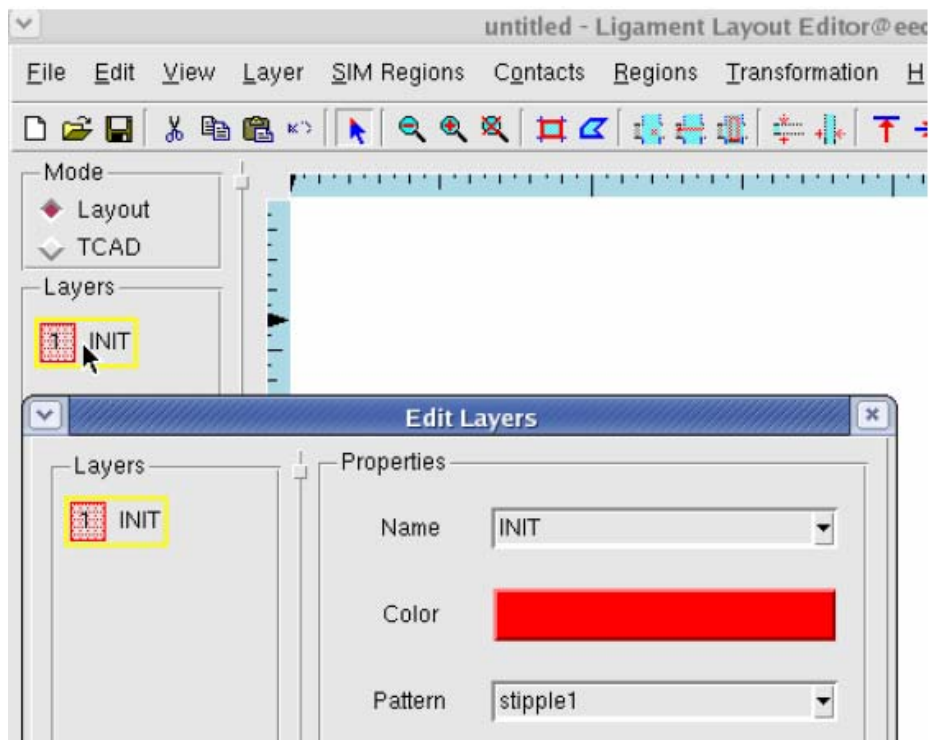 untitled - Ligament Layout Editor@eec
File Edit View Layer SIM Regions Contacts Regions Transformation H
Mode
Layout
TCAD
Layers
1 INIT
Edit Layers
Layers
1 INIT
Properties
Name INIT
Color
Pattern stipple1